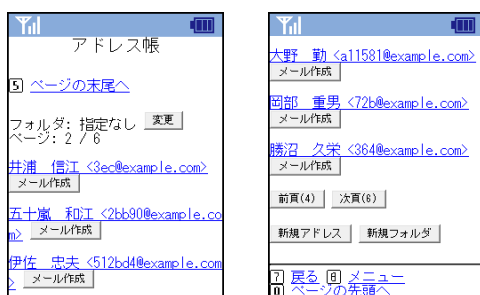 アドレス帳
5 ページの末尾へ
フォルダ: 指定なし 変更
ページ: 2 / 6
井浦 信江 <3ec@example.com>
メール作成
五十嵐 和江 <2bb90@example.co
m> メール作成
伊佐 忠夫 <512bd4@example.com
> メール作成
大野 勤 <a11581@example.com>
メール作成
岡部 重男 <72b@example.com>
メール作成
勝沼 久栄 <364@example.com>
メール作成
前頁(4) 次頁(6)
新規アドレス 新規フォルダ
7 戻る 8 メニュー
0 ページの先頭へ